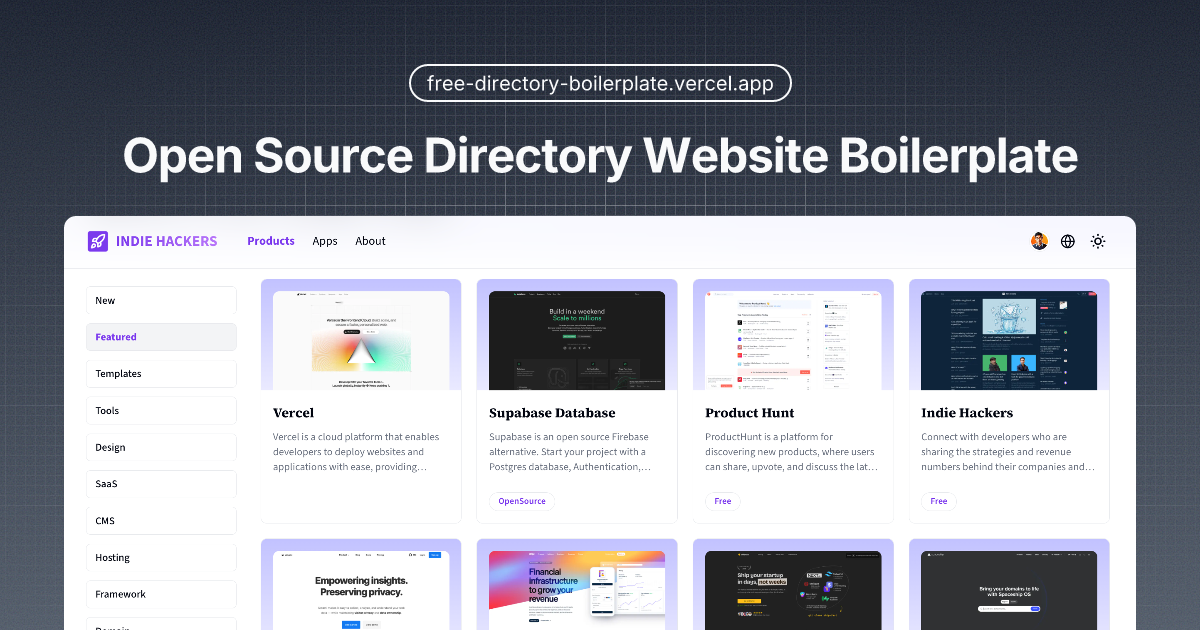 free-directory-boilerplate.vercel.app
Open Source Directory Website Boilerplate
INDIE HACKERS
Products
Apps
About
New
Featured
Templates
Tools
Design
SaaS
CMS
Hosting
Framework
Domain
Vercel
Vercel is a cloud platform that enables
developers to deploy websites and
applications with ease, providing…
Build in a weekend
Scale to millions
Supabase Database
Supabase is an open source Firebase
alternative. Start your project with a
Postgres database, Authentication,…
OpenSource
Product Hunt
ProductHunt is a platform for
discovering new products, where users
can share, upvote, and discuss the lat…
Free
Indie Hackers
Connect with developers who are
sharing the strategies and revenue
numbers behind their companies and…
Free
Empowering insights.
Preserving privacy.
Financial
infrastructure
to grow your
revenue
Ship your startup
in days, not weeks
Bring your domains to life
with Spaceship OS